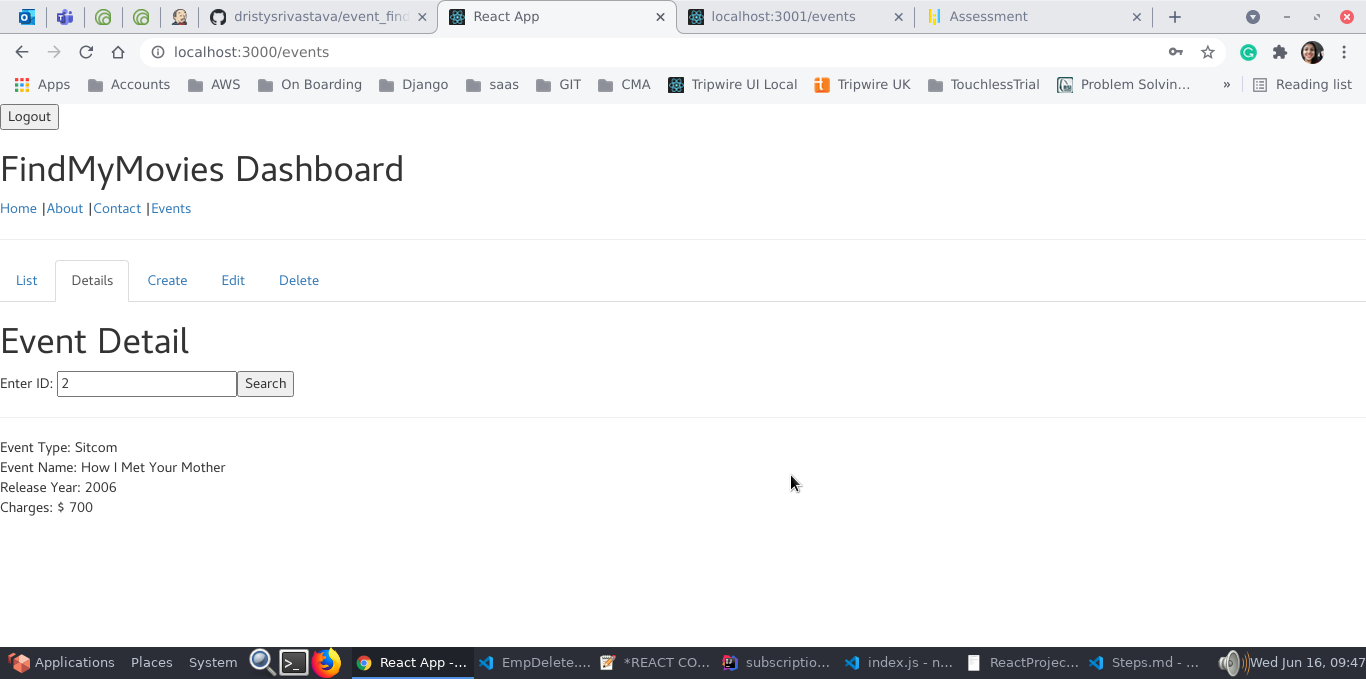 dristysrivastava/event_find
React App
localhost:3001/events
Assessment
localhost:3000/events
Apps Accounts AWS On Boarding Django saas GIT CMA Tripwire UI Local Tripwire UK TouchlessTrial Problem Solvin... » Reading list
Logout
FindMyMovies Dashboard
Home |About |Contact |Events
List Details Create Edit Delete
Event Detail
Enter ID: 2 Search
Event Type: Sitcom
Event Name: How I Met Your Mother
Release Year: 2006
Charges: $ 700
Applications Places System React App -... EmpDelete.... *REACT CO... subscriptio... index.js - n... ReactProjec... Steps.md - ... Wed Jun 16, 09:47